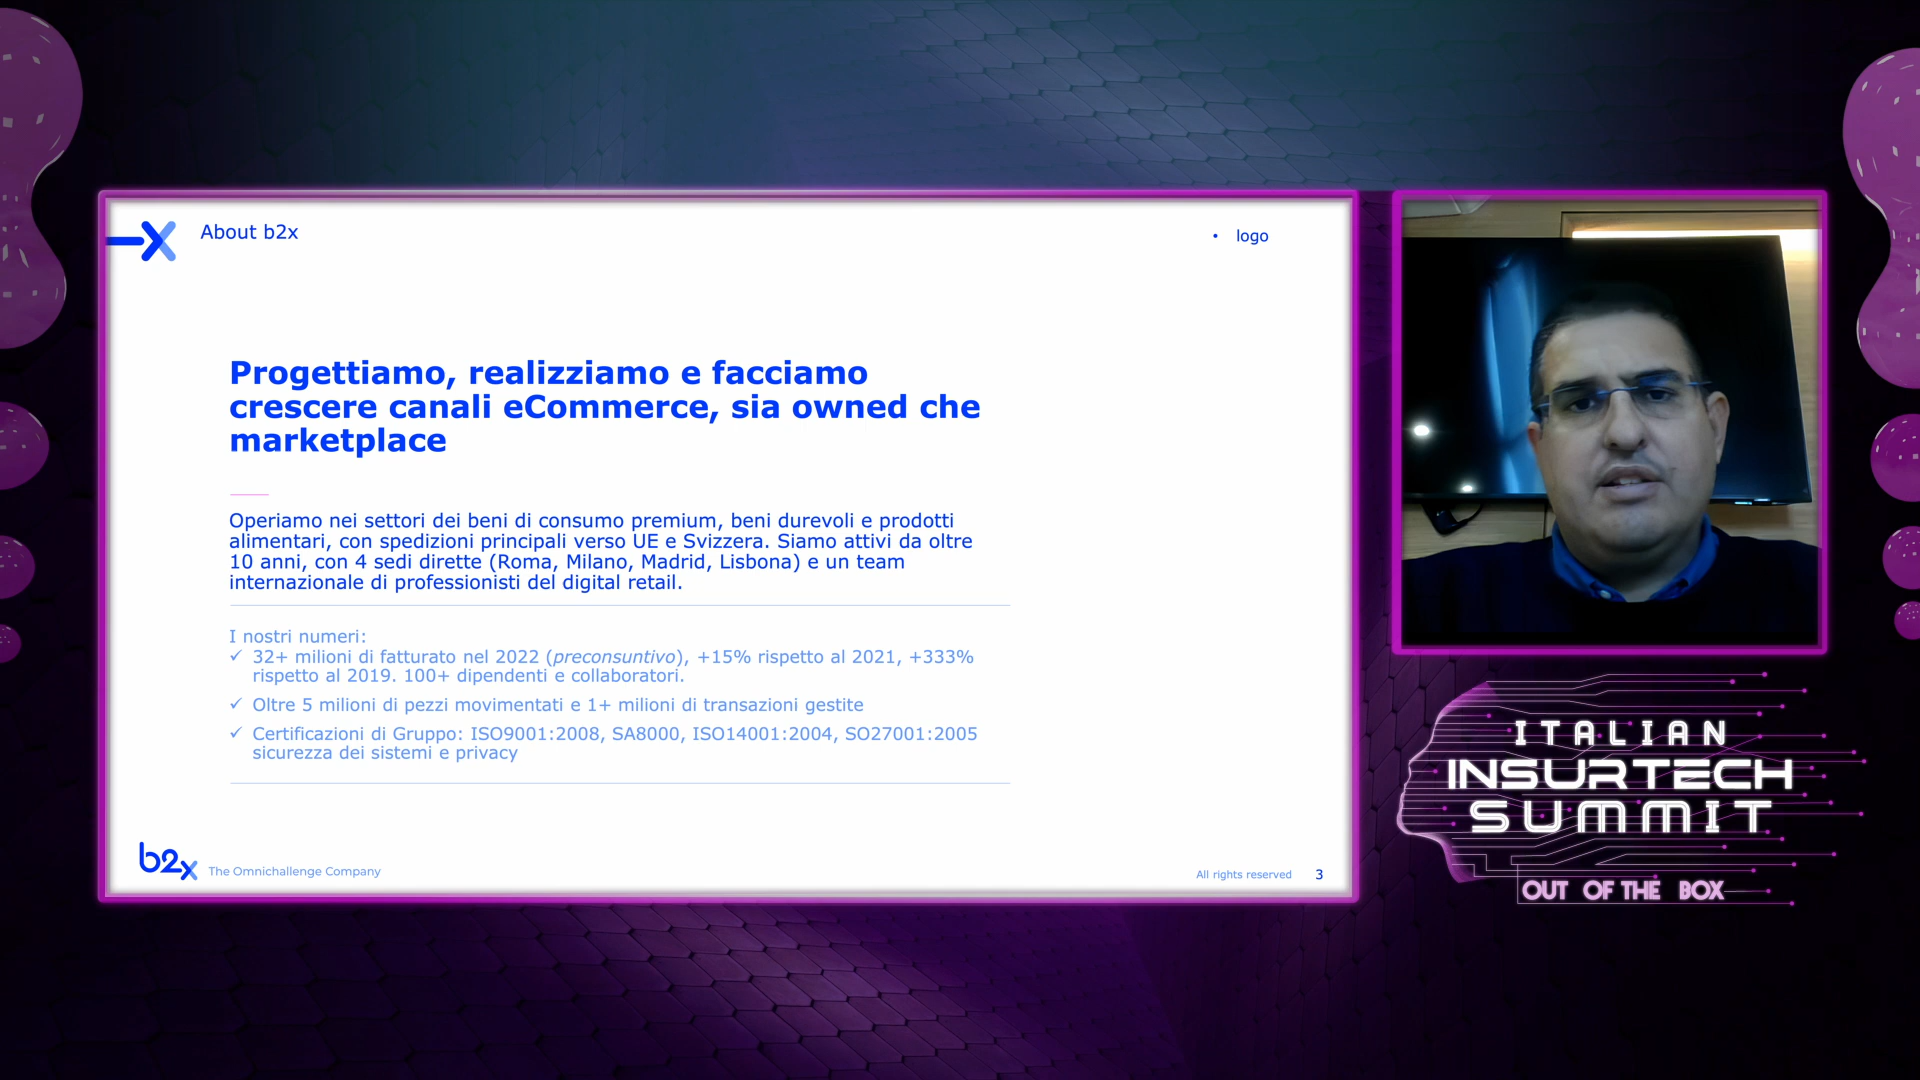 About b2x
• logo
Progettiamo, realizziamo e facciamo
crescere canali eCommerce, sia owned che
marketplace
Operiamo nei settori dei beni di consumo premium, beni durevoli e prodotti
alimentari, con spedizioni principali verso UE e Svizzera. Siamo attivi da oltre
10 anni, con 4 sedi dirette (Roma, Milano, Madrid, Lisbona) e un team
internazionale di professionisti del digital retail.
I nostri numeri:
✓ 32+ milioni di fatturato nel 2022 (preconsuntivo), +15% rispetto al 2021, +333%
rispetto al 2019. 100+ dipendenti e collaboratori.
✓ Oltre 5 milioni di pezzi movimentati e 1+ milioni di transazioni gestite
✓ Certificazioni di Gruppo: ISO9001:2008, SA8000, ISO14001:2004, SO27001:2005
sicurezza dei sistemi e privacy
b2x The Omnichallenge Company
All rights reserved 3
ITALIAN
INSURTECH
SUMMIT
OUT OF THE BOX